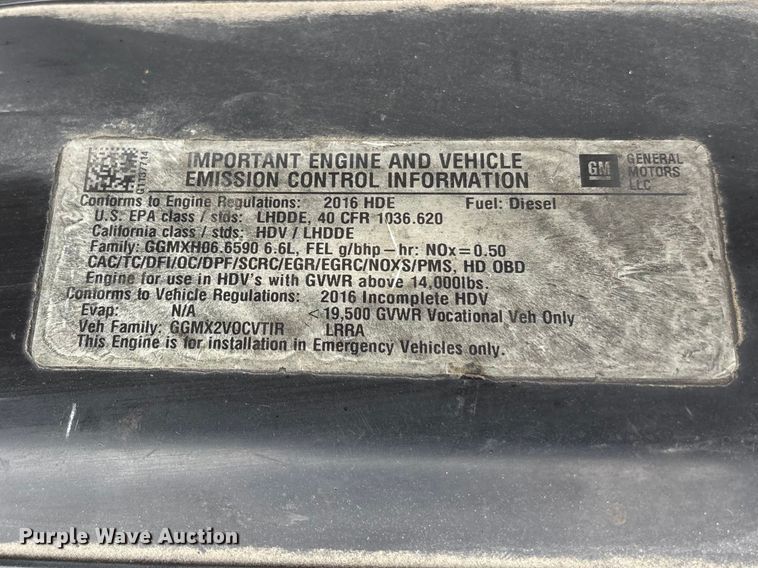 IMPORTANT ENGINE AND VEHICLE
EMISSION CONTROL INFORMATION
GM
GENERAL
MOTORS
LLC
Conforms to Engine Regulations: 2016 HDE Fuel: Diesel
U.S. EPA class / stds: LHDDE, 40 CFR 1036.620
California class / stds: HDV / LHDDE
Family: GGMXH06.6590 6.6L, FEL g/bhp-hr: NOx=0.50
CAC/TC/DFI/OC/DPF/SCRC/EGR/EGRC/NOXS/PMS, HD OBD
Engine for use in HDV's with GVWR above 14,000lbs.
Conforms to Vehicle Regulations: 2016 Incomplete HDV
Evap: N/A < 19,500 GVWR Vocational Veh Only
Veh Family: GGMX2VOCVTIR LRRA
This Engine is for installation in Emergency Vehicles only.
Purple Wave Auction